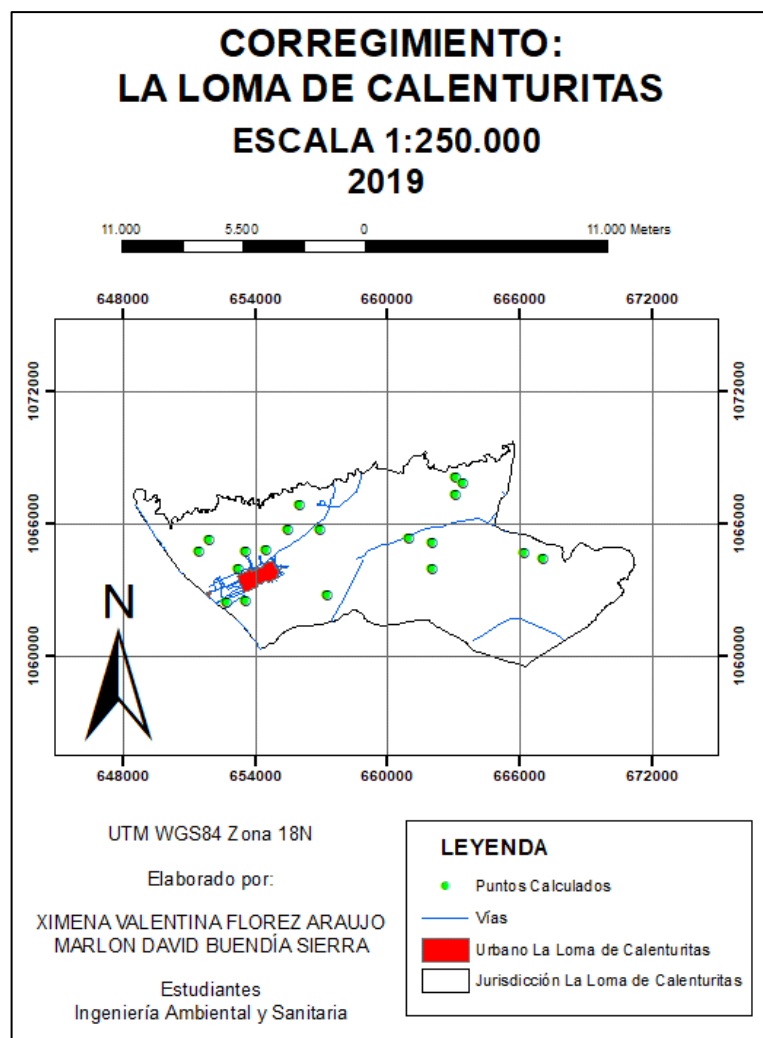 CORREGIMIENTO:
LA LOMA DE CALENTURITAS
ESCALA 1:250.000
2019
11.000 5.500 0 11.000 Meters
648000 654000 660000 666000 672000
1072000 1072000
1066000 1066000
1060000 1060000
N
648000 654000 660000 666000 672000
UTM WGS84 Zona 18N
Elaborado por:
XIMENA VALENTINA FLOREZ ARAUJO
MARLON DAVID BUENDÍA SIERRA
Estudiantes
Ingeniería Ambiental y Sanitaria
LEYENDA
Puntos Calculados
Vías
Urbano La Loma de Calenturitas
Jurisdicción La Loma de Calenturitas